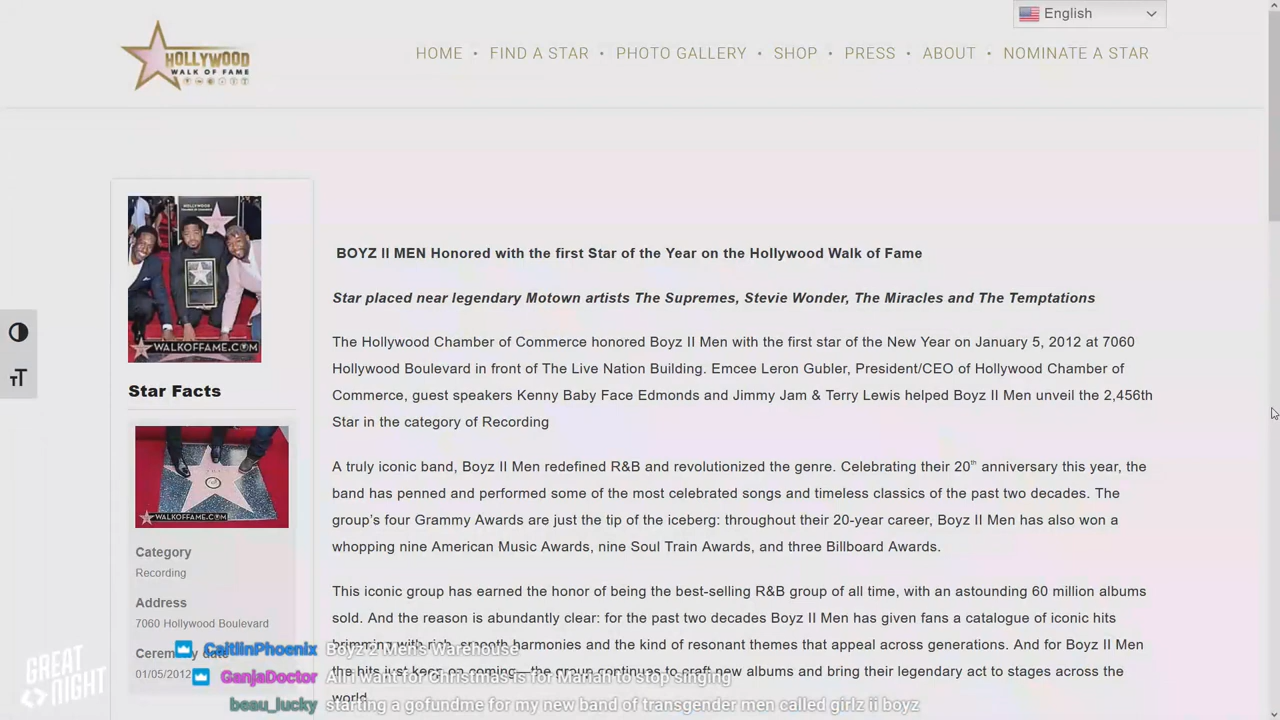 English
HOLLYWOOD
WALK OF FAME
HOME • FIND A STAR • PHOTO GALLERY • SHOP • PRESS • ABOUT • NOMINATE A STAR
HOLLYWOOD
WALKOFFAME.COM
BOYZ II MEN Honored with the first Star of the Year on the Hollywood Walk of Fame
Star placed near legendary Motown artists The Supremes, Stevie Wonder, The Miracles and The Temptations
The Hollywood Chamber of Commerce honored Boyz II Men with the first star of the New Year on January 5, 2012 at 7060
Hollywood Boulevard in front of The Live Nation Building. Emcee Leron Gubler, President/CEO of Hollywood Chamber of
Commerce, guest speakers Kenny Baby Face Edmonds and Jimmy Jam & Terry Lewis helped Boyz II Men unveil the 2,456th
Star in the category of Recording
A truly iconic band, Boyz II Men redefined R&B and revolutionized the genre. Celebrating their 20th anniversary this year, the
band has penned and performed some of the most celebrated songs and timeless classics of the past two decades. The
group's four Grammy Awards are just the tip of the iceberg: throughout their 20-year career, Boyz II Men has also won a
whopping nine American Music Awards, nine Soul Train Awards, and three Billboard Awards.
This iconic group has earned the honor of being the best-selling R&B group of all time, with an astounding 60 million albums
sold. And the reason is abundantly clear: for the past two decades Boyz II Men has given fans a catalogue of iconic hits
brimming with rich, smooth harmonies and the kind of resonant themes that appeal across generations. And for Boyz II Men
the hits just keep on coming—the group continues to craft new albums and bring their legendary act to stages across the
world.
Star Facts
WALKOFFAME.COM
Category
Recording
Address
7060 Hollywood Boulevard
Ceremony date
01/05/2012
CaitlinPhoenix Boyz 2 Men's Warehouse
GanjaDoctor All I want for Christmas is for Mariah to stop singing
beau_lucky starting a gofundme for my new band of transgender men called girlz ii boyz
GREAT
NIGHT